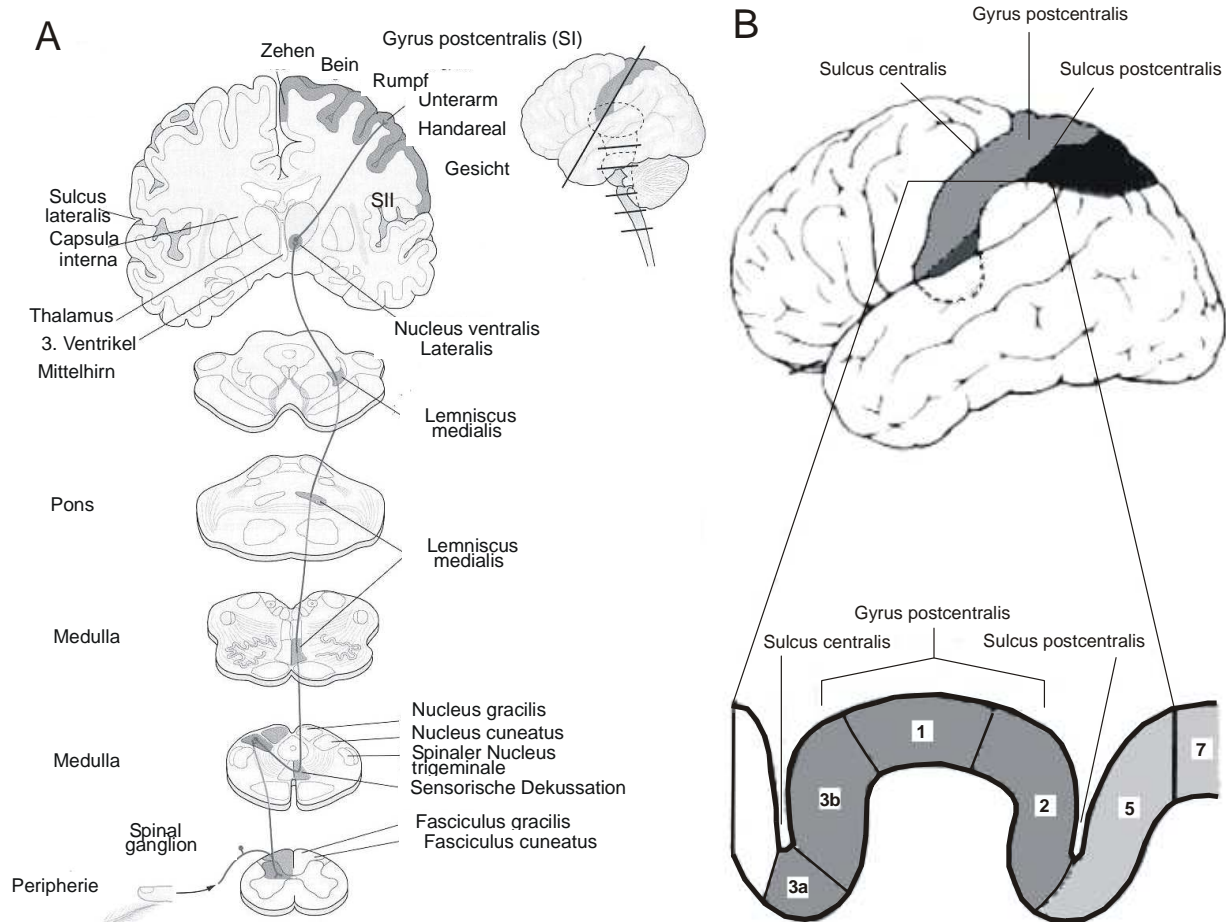 A
Gyrus postcentralis (SI)
Zehen
Bein
Rumpf
Unterarm
Handareal
Gesicht
SII
Sulcus
lateralis
Capsula
interna
Thalamus
3. Ventrikel
Mittelhirn
Nucleus ventralis
Lateralis
Lemniscus
medialis
Pons
Lemniscus
medialis
Medulla
Medulla
Nucleus gracilis
Nucleus cuneatus
Spinaler Nucleus
trigeminale
Sensorische Dekussation
Spinal
ganglion
Fasciculus gracilis
Fasciculus cuneatus
Peripherie
B
Gyrus postcentralis
Sulcus centralis
Sulcus postcentralis
Gyrus postcentralis
Sulcus centralis
Sulcus postcentralis
1
7
3b
2
5
3a